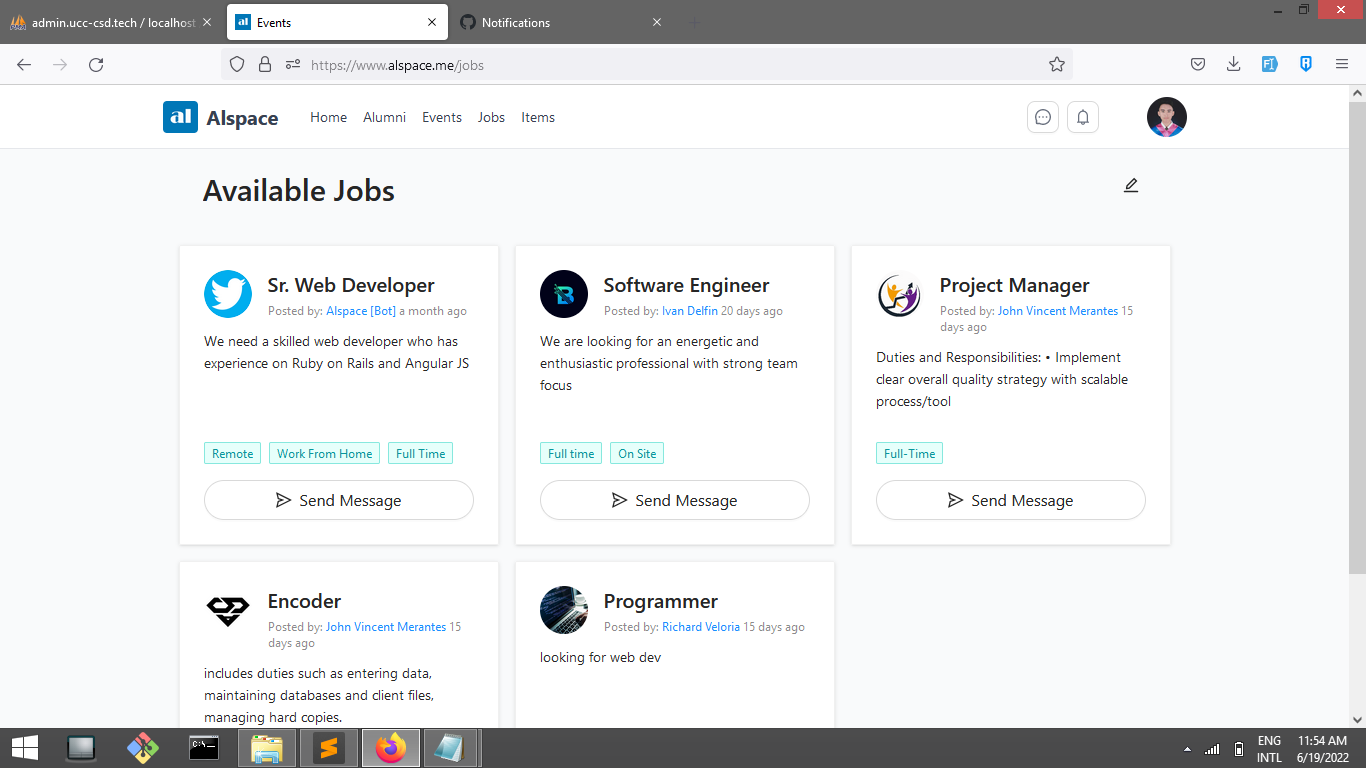 admin.ucc-csd.tech / localhost
al Events
Notifications
https://www.alspace.me/jobs
al Alspace Home Alumni Events Jobs Items
Available Jobs
Sr. Web Developer
Posted by: Alspace [Bot] a month ago
We need a skilled web developer who has
experience on Ruby on Rails and Angular JS
Remote Work From Home Full Time
Send Message
Software Engineer
Posted by: Ivan Delfin 20 days ago
We are looking for an energetic and
enthusiastic professional with strong team
focus
Full time On Site
Send Message
Project Manager
Posted by: John Vincent Merantes 15
days ago
Duties and Responsibilities: • Implement
clear overall quality strategy with scalable
process/tool
Full-Time
Send Message
Encoder
Posted by: John Vincent Merantes 15
days ago
includes duties such as entering data,
maintaining databases and client files,
managing hard copies.
Programmer
Posted by: Richard Veloria 15 days ago
looking for web dev
ENG 11:54 AM
INTL 6/19/2022